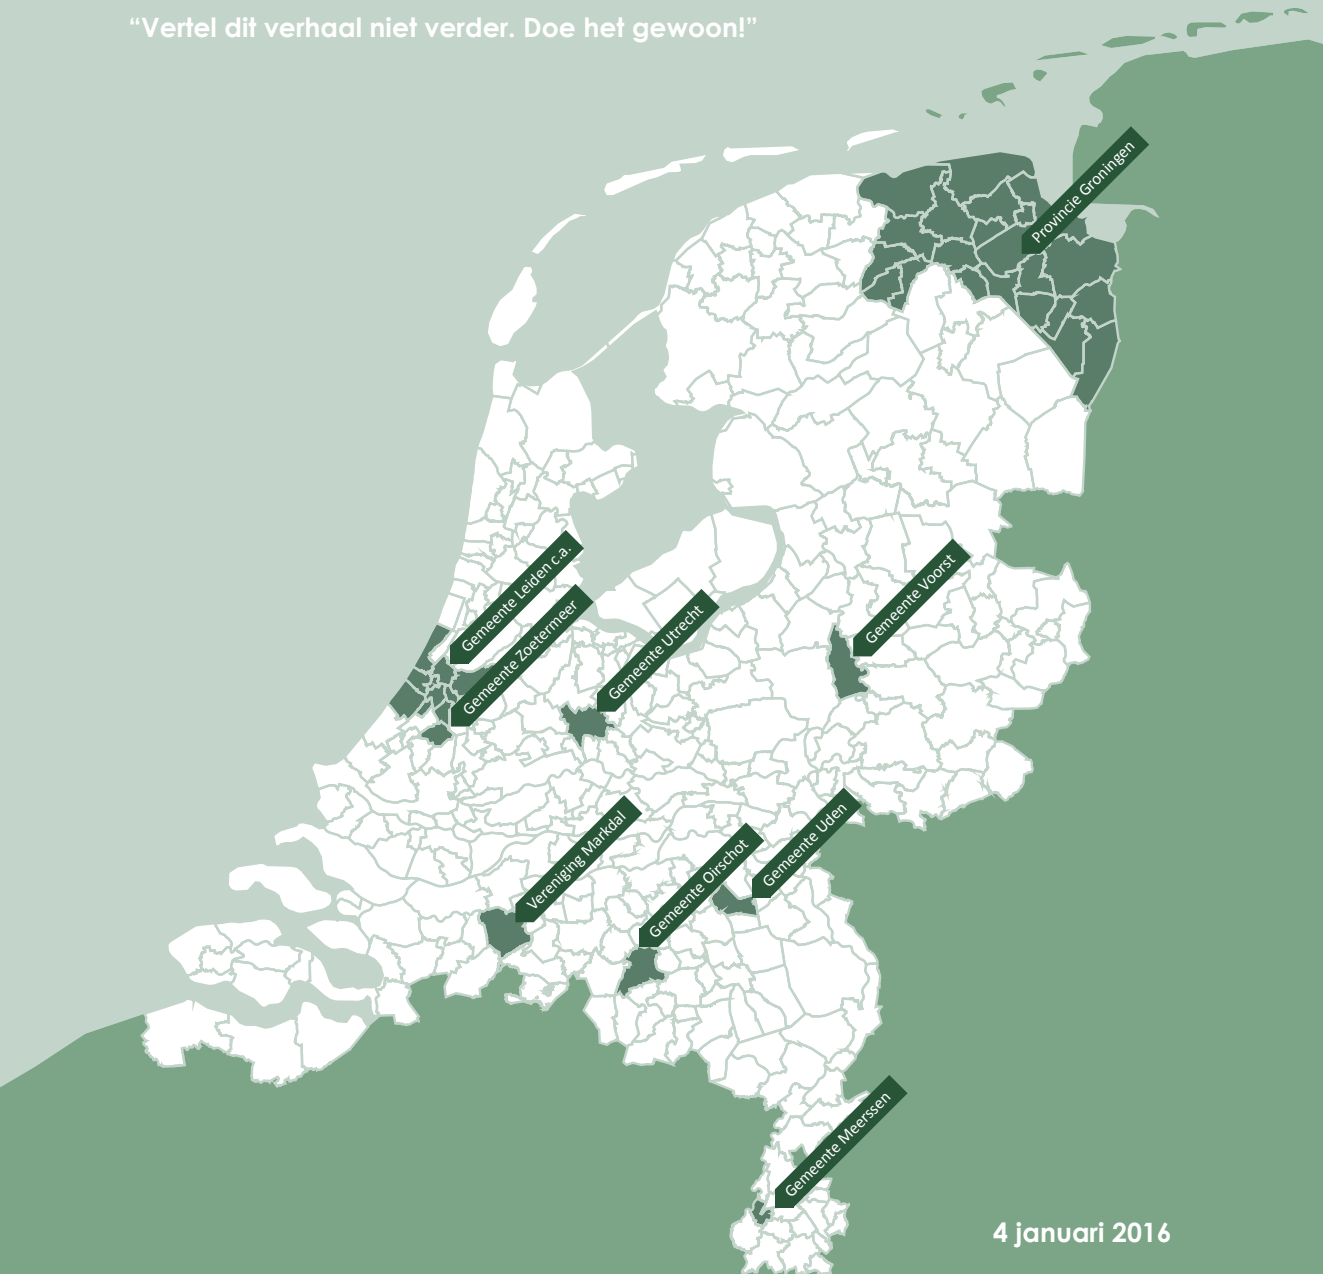 “Vertel dit verhaal niet verder. Doe het gewoon!”
Provincie Groningen
Gemeente Leiden c.a.
Gemeente Voorst
Gemeente Zoetermeer
Gemeente Utrecht
Gemeente Uden
Vereniging Markdal
Gemeente Oirschot
Gemeente Meerssen
4 januari 2016